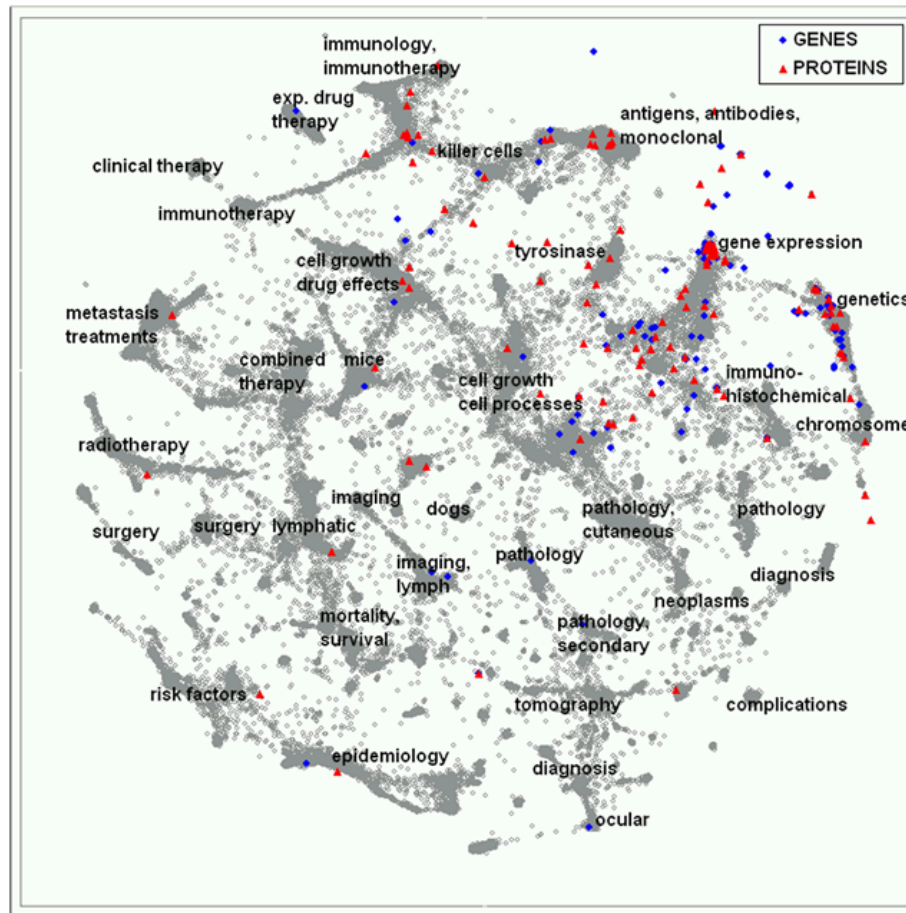 GENES
PROTEINS
immunology,
immunotherapy
exp. drug
therapy
antigens, antibodies,
monoclonal
clinical therapy
killer cells
immunotherapy
tyrosinase
gene expression
cell growth
drug effects
genetics
metastasis
treatments
combined
therapy
mice
cell growth
cell processes
immuno-
histochemical
chromosome
radiotherapy
imaging
dogs
surgery
surgery
lymphatic
pathology,
cutaneous
pathology
imaging,
lymph
pathology
diagnosis
neoplasms
mortality,
survival
pathology,
secondary
risk factors
tomography
complications
epidemiology
diagnosis
ocular